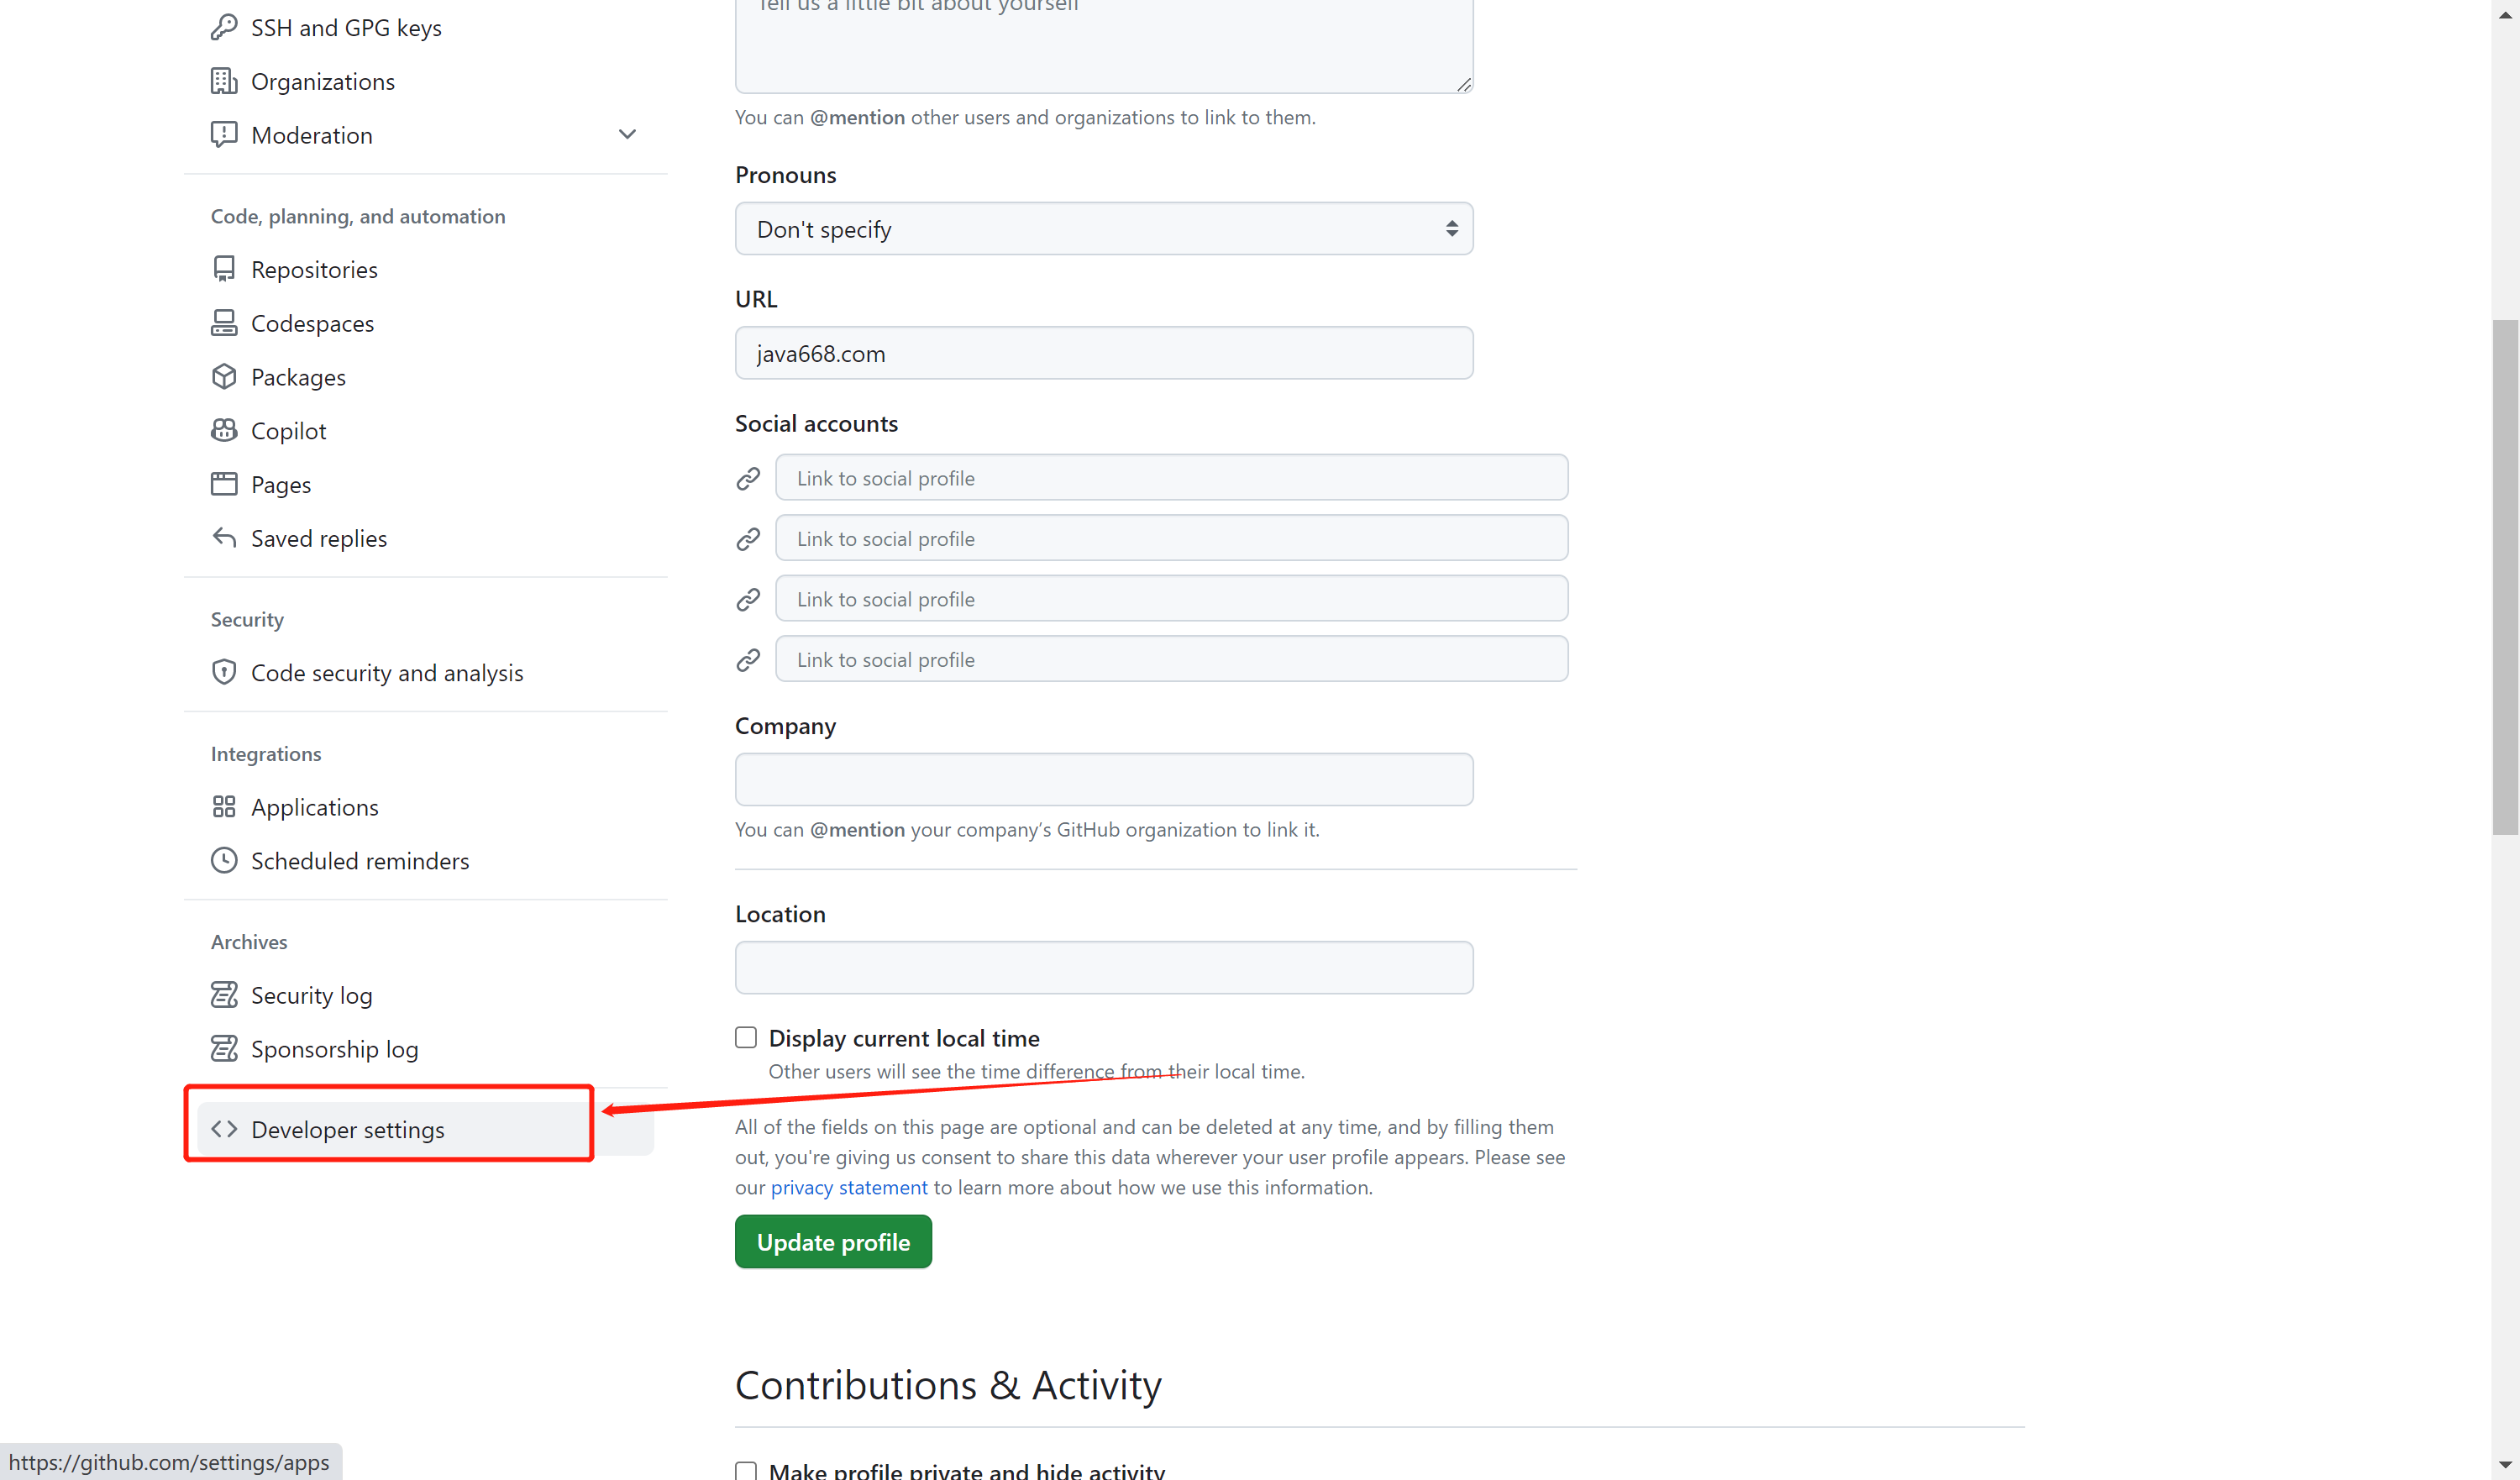 SSH and GPG keys
Organizations
Moderation
Code, planning, and automation
Repositories
Codespaces
Packages
Copilot
Pages
Saved replies
Security
Code security and analysis
Integrations
Applications
Scheduled reminders
Archives
Security log
Sponsorship log
Developer settings
Tell us a little bit about yourself
You can @mention other users and organizations to link to them.
Pronouns
Don't specify
URL
java668.com
Social accounts
Link to social profile
Link to social profile
Link to social profile
Link to social profile
Company
You can @mention your company’s GitHub organization to link it.
Location
Display current local time
Other users will see the time difference from their local time.
All of the fields on this page are optional and can be deleted at any time, and by filling them
out, you're giving us consent to share this data wherever your user profile appears. Please see
our privacy statement to learn more about how we use this information.
Update profile
Contributions & Activity
Make profile private and hide activity
https://github.com/settings/apps